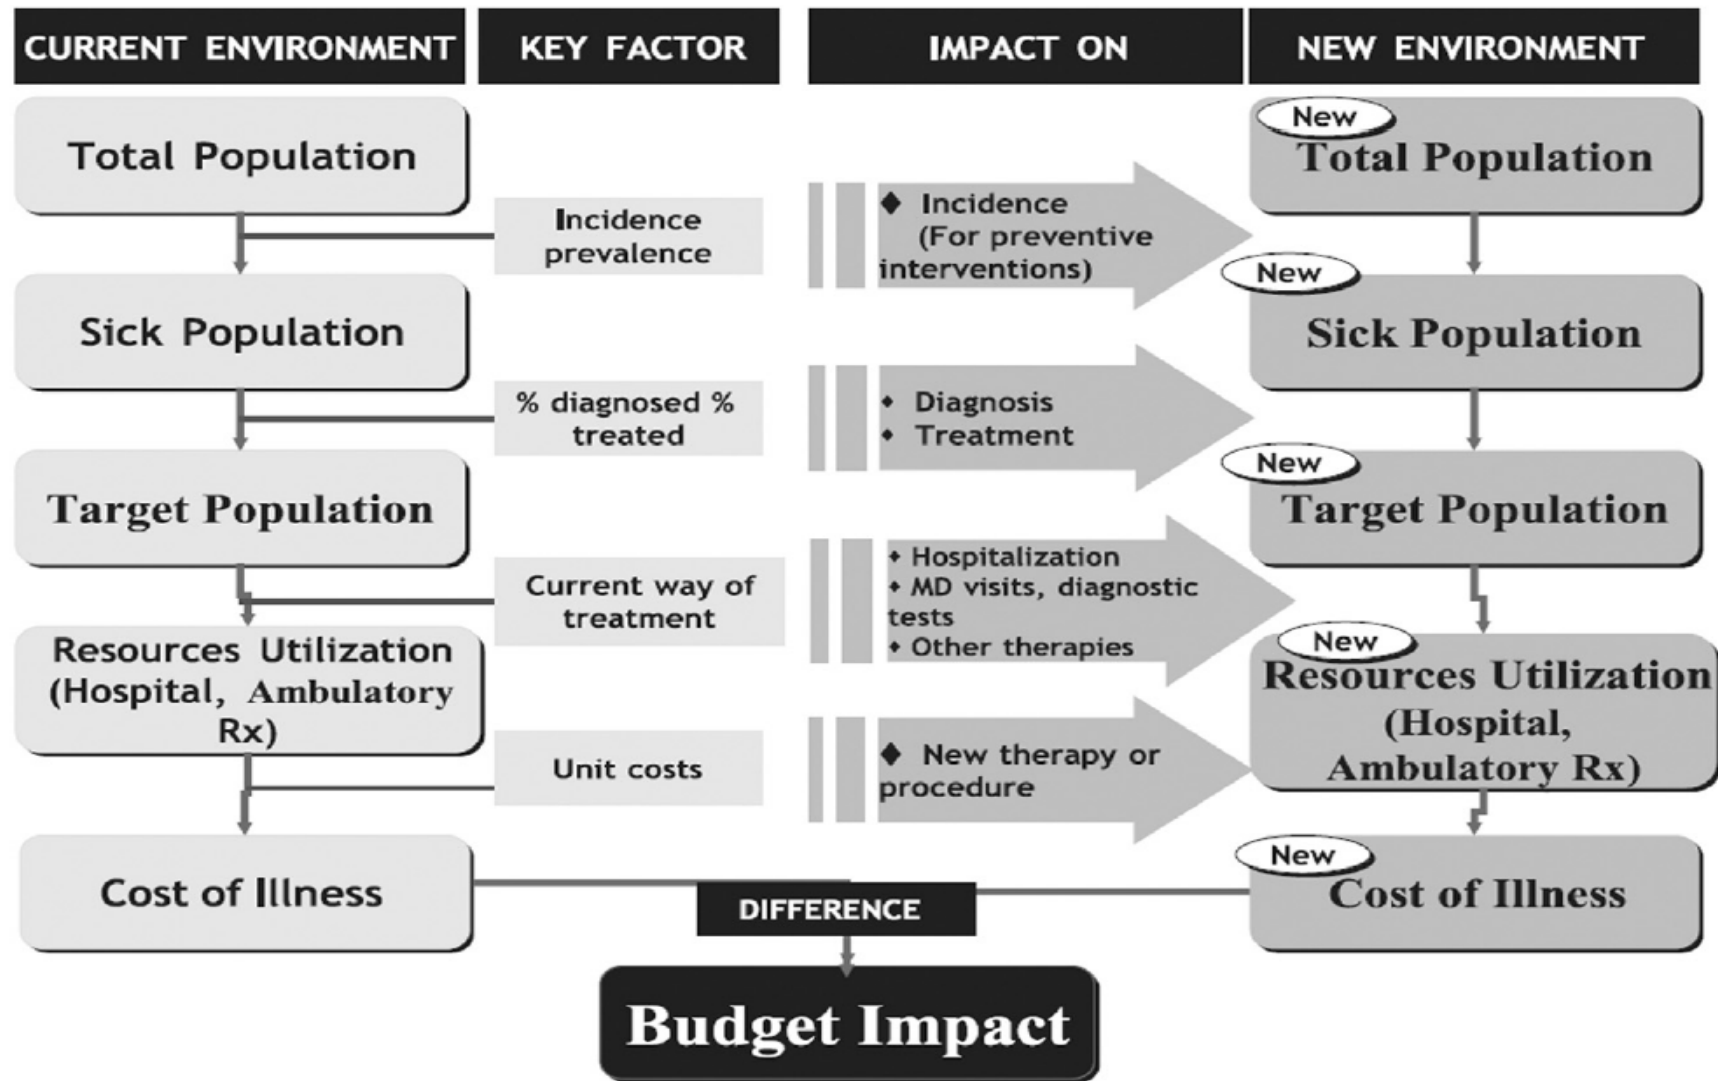 CURRENT ENVIRONMENT
KEY FACTOR
IMPACT ON
NEW ENVIRONMENT
Total Population
New
Total Population
Incidence
prevalence
◆ Incidence
(For preventive
interventions)
Sick Population
New
Sick Population
% diagnosed %
treated
◆ Diagnosis
◆ Treatment
Target Population
New
Target Population
Current way of
treatment
◆ Hospitalization
◆ MD visits, diagnostic
tests
◆ Other therapies
Resources Utilization
(Hospital, Ambulatory
Rx)
New
Resources Utilization
(Hospital,
Ambulatory Rx)
Unit costs
◆ New therapy or
procedure
Cost of Illness
New
Cost of Illness
DIFFERENCE
Budget Impact